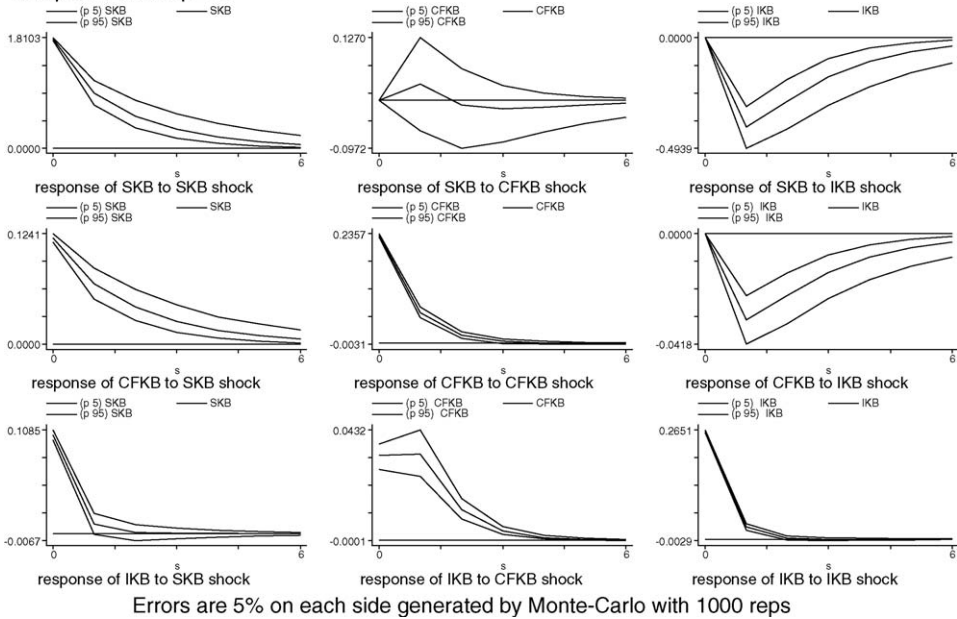 (p 5) SKB SKB
(p 95) SKB
(p 5) CFKB CFKB
(p 95) CFKB
(p 5) IKB IKB
(p 95) IKB
1.8103
0.0000
0 6
s
response of SKB to SKB shock
0.1270
-0.0972
0 6
s
response of SKB to CFKB shock
0.0000
-0.4939
0 6
s
response of SKB to IKB shock
(p 5) SKB SKB
(p 95) SKB
(p 5) CFKB CFKB
(p 95) CFKB
(p 5) IKB IKB
(p 95) IKB
0.1241
0.0000
0 6
s
response of CFKB to SKB shock
0.2357
-0.0031
0 6
s
response of CFKB to CFKB shock
0.0000
-0.0418
0 6
s
response of CFKB to IKB shock
(p 5) SKB SKB
(p 95) SKB
(p 5) CFKB CFKB
(p 95) CFKB
(p 5) IKB IKB
(p 95) IKB
0.1085
-0.0067
0 6
s
response of IKB to SKB shock
0.0432
-0.0001
0 6
s
response of IKB to CFKB shock
0.2651
-0.0029
0 6
s
response of IKB to IKB shock
Errors are 5% on each side generated by Monte-Carlo with 1000 reps